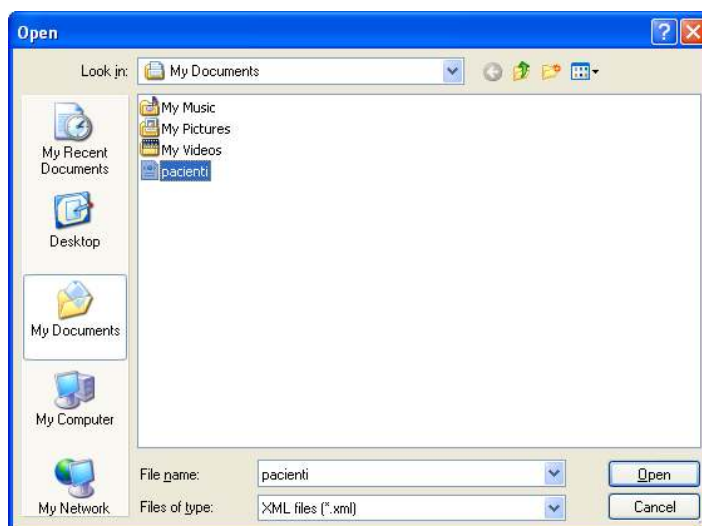 Open
Look in: My Documents
My Recent
Documents
Desktop
My Documents
My Computer
My Network
My Music
My Pictures
My Videos
pacienti
File name: pacienti Open
Files of type: XML files (*.xml) Cancel